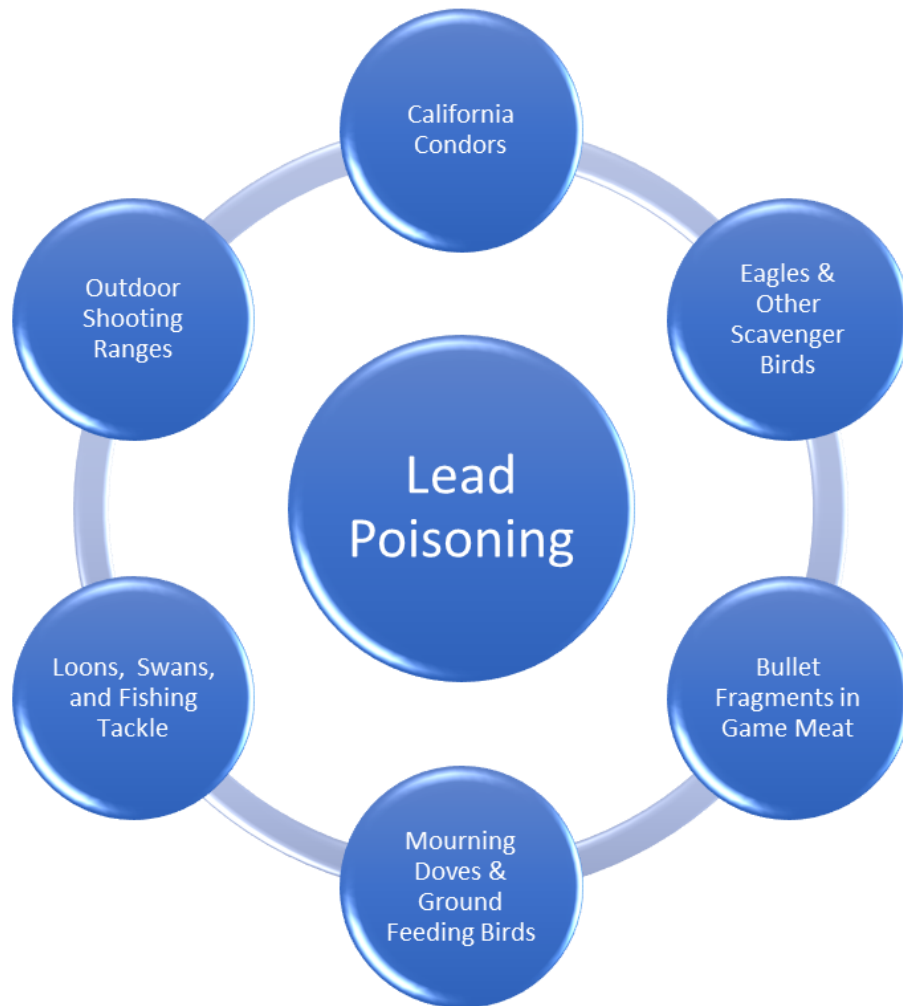 California
Condors
Eagles &
Other
Scavenger
Birds
Bullet
Fragments in
Game Meat
Mourning
Doves &
Ground
Feeding Birds
Loons, Swans,
and Fishing
Tackle
Outdoor
Shooting
Ranges
Lead
Poisoning